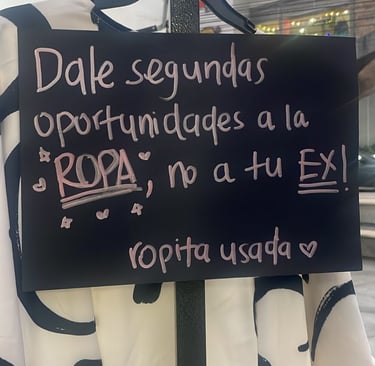 Dale segundas
oportunidades a la
ROPA, no a tu EX!
ropita usada ♡